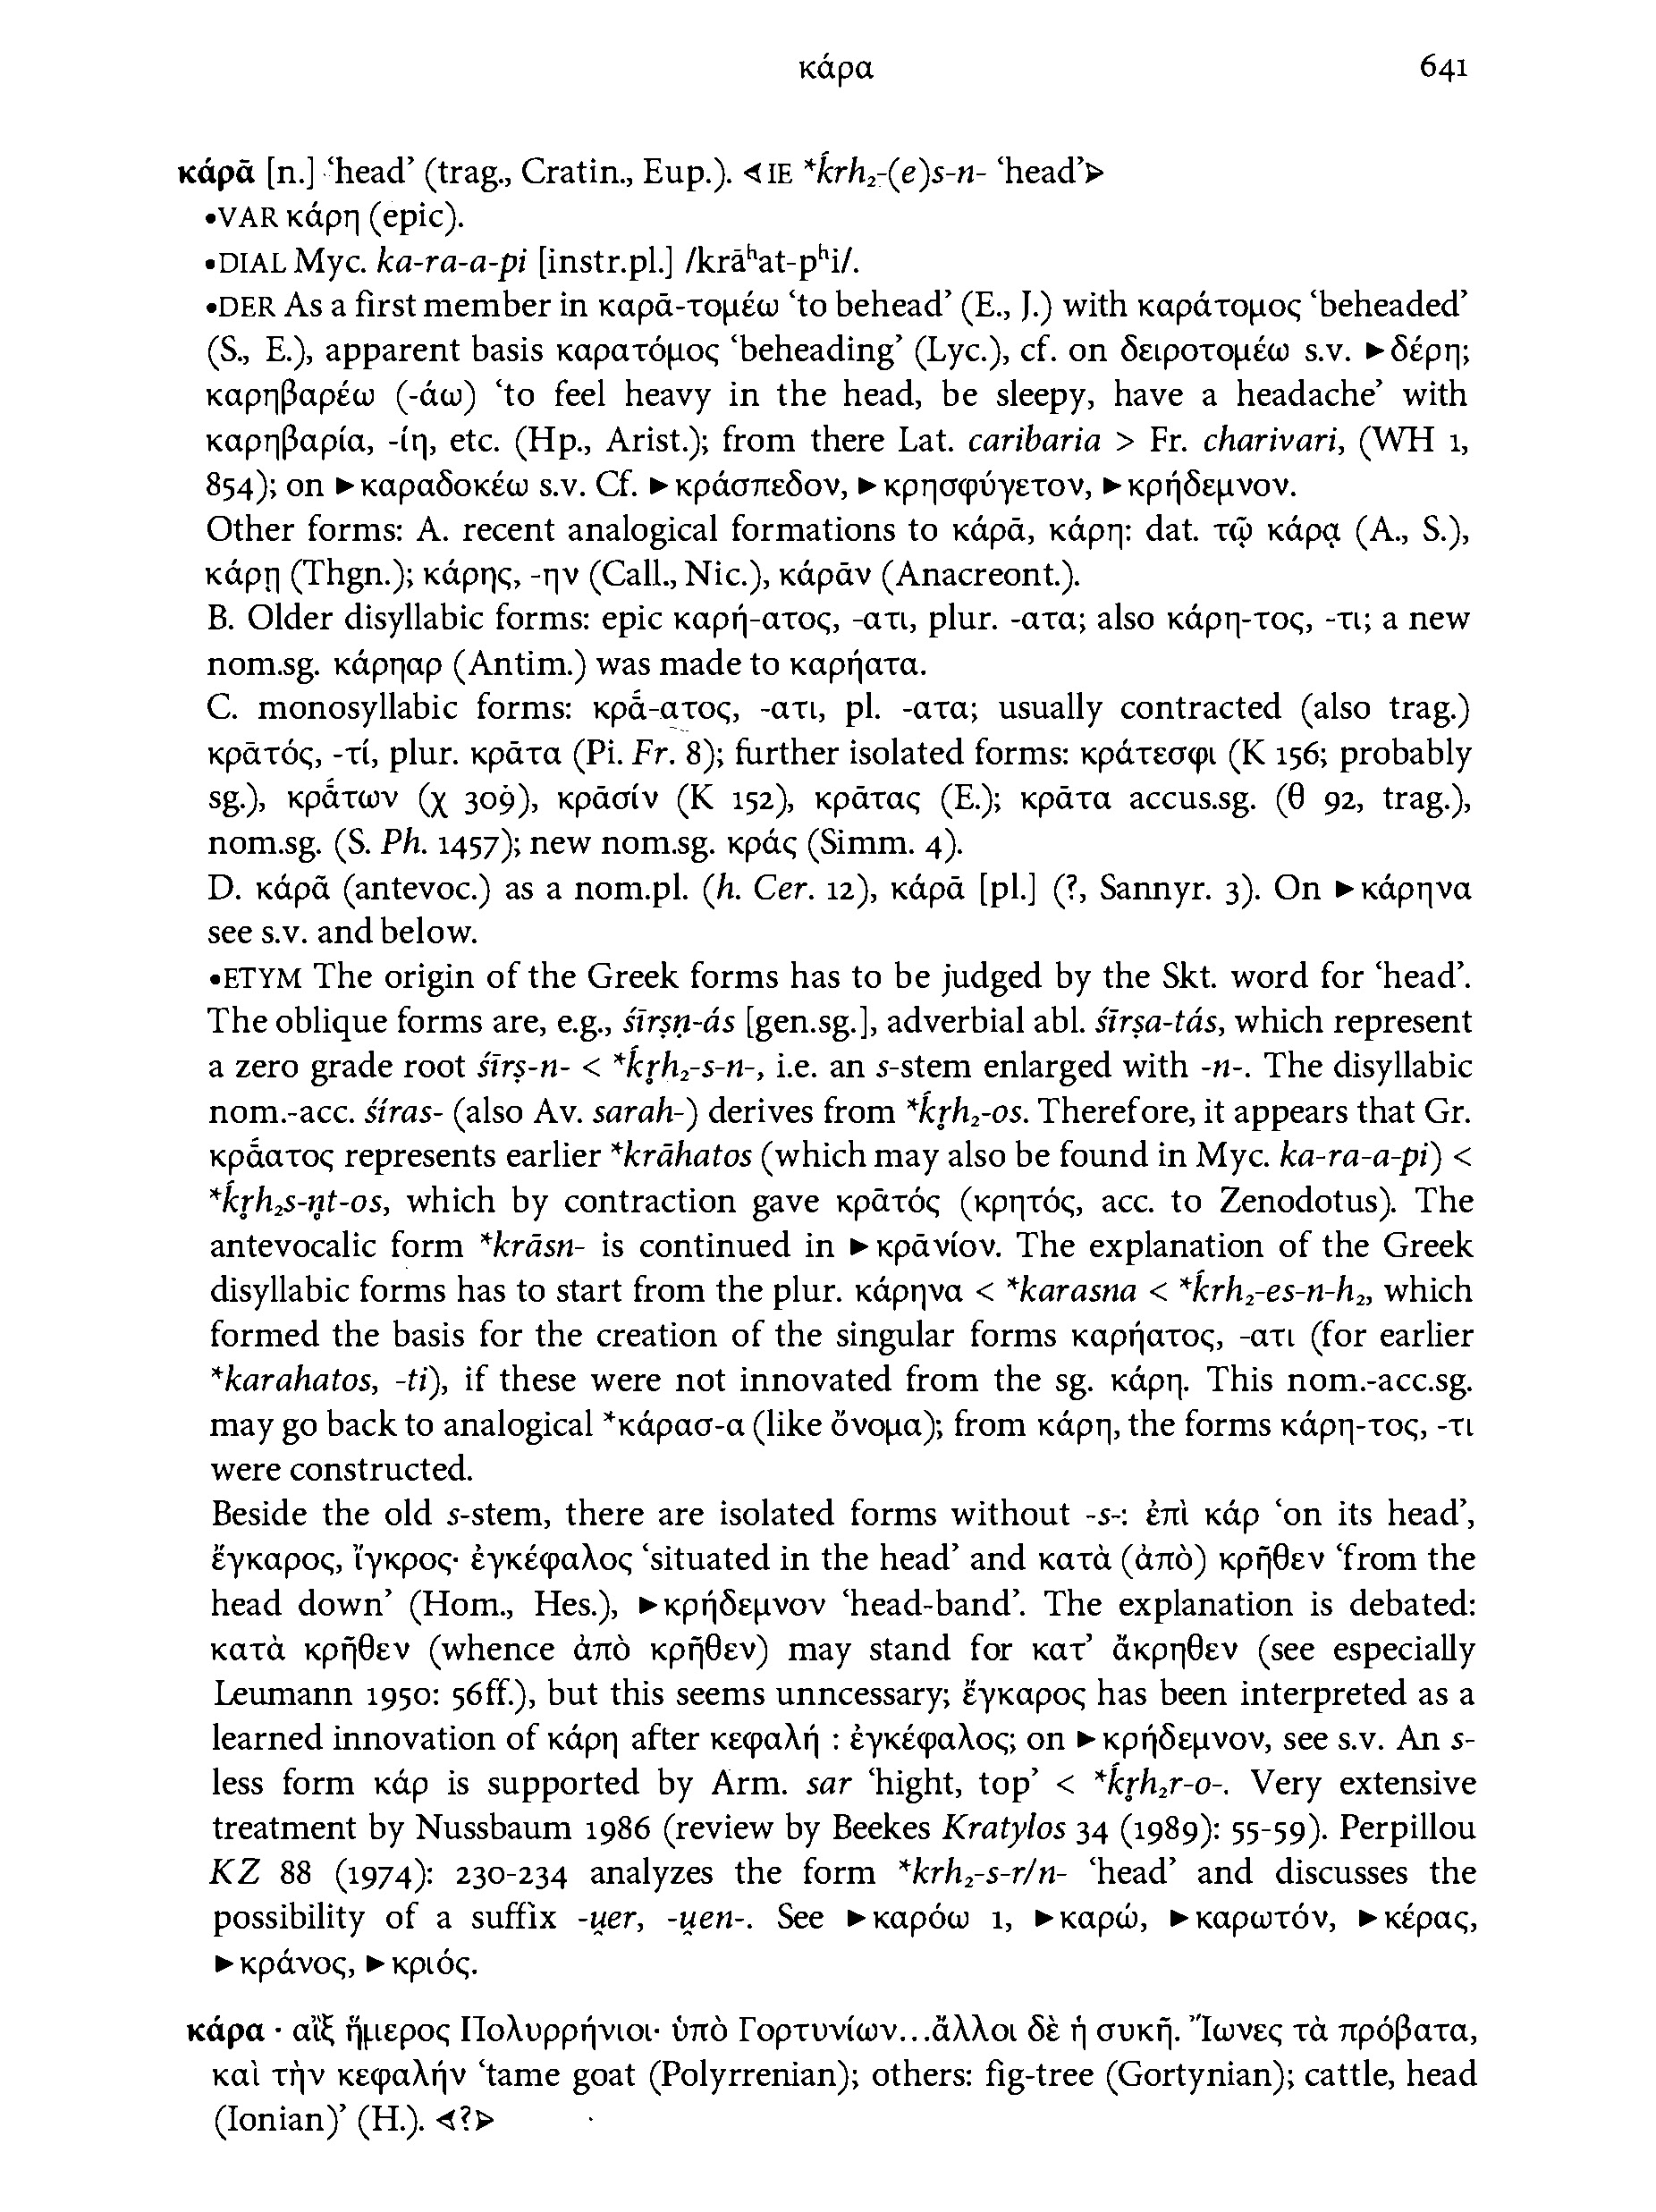 κάρα 641
κάρᾱ [n.] 'head' (trag., Cratin., Eup.). ⋖IE *ḱrh₂-(e)s-n- 'head'⋗
•VAR κάρη (epic).
•DIAL Myc. ka-ra-a-pi [instr.pl.] /krāʰat-pʰi/.
•DER As a first member in καρᾱ-τομέω 'to behead' (E., J.) with καράτομος 'beheaded'
(S., E.), apparent basis καρατόμος 'beheading' (Lyc.), cf. on δειροτομέω s.v. ►δέρη;
καρηβαρέω (-άω) 'to feel heavy in the head, be sleepy, have a headache' with
καρηβαρία, -ίη, etc. (Hp., Arist.); from there Lat. caribaria > Fr. charivari, (WH 1,
854); on ►καραδοκέω s.v. Cf. ►κράσπεδον, ►κρησφύγετον, ►κρήδεμνον.
Other forms: A. recent analogical formations to κάρᾱ, κάρη: dat. τῷ κάρᾳ (A., S.),
κάρῃ (Thgn.); κάρης, -ην (Call., Nic.), κάρᾱν (Anacreont.).
B. Older disyllabic forms: epic καρή-ατος, -ατι, plur. -ατα; also κάρη-τος, -τι; a new
nom.sg. κάρηαρ (Antim.) was made to καρήατα.
C. monosyllabic forms: κρᾱ́-ατος, -ατι, pl. -ατα; usually contracted (also trag.)
κρᾱτός, -τί, plur. κρᾶτα (Pi. Fr. 8); further isolated forms: κράτεσφι (Κ 156; probably
sg.), κρᾱ́των (χ 309), κρᾱσίν (Κ 152), κρᾶτας (E.); κρᾶτα accus.sg. (θ 92, trag.),
nom.sg. (S. Ph. 1457); new nom.sg. κράς (Simm. 4).
D. κάρᾰ (antevoc.) as a nom.pl. (h. Cer. 12), κάρᾱ [pl.] (?, Sannyr. 3). On ►κάρηνα
see s.v. and below.
•ETYM The origin of the Greek forms has to be judged by the Skt. word for 'head'.
The oblique forms are, e.g., śīrṣṇ-ás [gen.sg.], adverbial abl. śīrṣa-tás, which represent
a zero grade root śīrṣ-n- < *ḱr̥h₂-s-n-, i.e. an s-stem enlarged with -n-. The disyllabic
nom.-acc. śíras- (also Av. sarah-) derives from *ḱr̥h₂-os. Therefore, it appears that Gr.
κρᾱ́ατος represents earlier *krāhatos (which may also be found in Myc. ka-ra-a-pi) <
*ḱr̥h₂s-n̥t-os, which by contraction gave κρᾱτός (κρητός, acc. to Zenodotus). The
antevocalic form *krāsn- is continued in ►κρᾱνίον. The explanation of the Greek
disyllabic forms has to start from the plur. κάρηνα < *karasna < *ḱrh₂-es-n-h₂, which
formed the basis for the creation of the singular forms καρήατος, -ατι (for earlier
*karahatos, -ti), if these were not innovated from the sg. κάρη. This nom.-acc.sg.
may go back to analogical *κάρασ-α (like ὄνομα); from κάρη, the forms κάρη-τος, -τι
were constructed.
Beside the old s-stem, there are isolated forms without -s-: ἐπὶ κάρ 'on its head',
ἔγκαρος, ἴγκρος· ἐγκέφαλος 'situated in the head' and κατὰ (ἀπὸ) κρῆθεν 'from the
head down' (Hom., Hes.), ►κρήδεμνον 'head-band'. The explanation is debated:
κατὰ κρῆθεν (whence ἀπὸ κρῆθεν) may stand for κατ' ἄκρηθεν (see especially
Leumann 1950: 56ff.), but this seems unncessary; ἔγκαρος has been interpreted as a
learned innovation of κάρη after κεφαλή : ἐγκέφαλος; on ►κρήδεμνον, see s.v. An s-
less form κάρ is supported by Arm. sar 'hight, top' < *ḱr̥h₂r-o-. Very extensive
treatment by Nussbaum 1986 (review by Beekes Kratylos 34 (1989): 55-59). Perpillou
KZ 88 (1974): 230-234 analyzes the form *krh₂-s-r/n- 'head' and discusses the
possibility of a suffix -u̯er, -u̯en-. See ►καρόω 1, ►καρώ, ►καρωτόν, ►κέρας,
►κράνος, ►κριός.
κάρα · αἴξ ἥμερος Πολυρρήνιοι· ὑπὸ Γορτυνίων...ἄλλοι δὲ ἡ συκῆ. Ἴωνες τὰ πρόβατα,
καὶ τὴν κεφαλήν 'tame goat (Polyrrenian); others: fig-tree (Gortynian); cattle, head
(Ionian)' (H.). ⋖?⋗